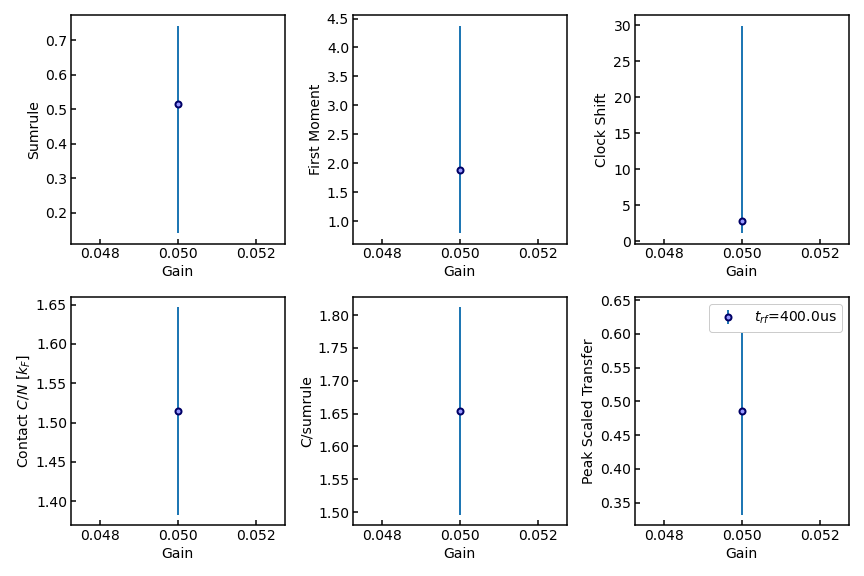 Sumrule
0.7
0.6
0.5
0.4
0.3
0.2
0.048 0.050 0.052
Gain
First Moment
4.5
4.0
3.5
3.0
2.5
2.0
1.5
1.0
0.048 0.050 0.052
Gain
Clock Shift
30
25
20
15
10
5
0
0.048 0.050 0.052
Gain
Contact C/N [k_F]
1.65
1.60
1.55
1.50
1.45
1.40
0.048 0.050 0.052
Gain
C/sumrule
1.80
1.75
1.70
1.65
1.60
1.55
1.50
0.048 0.050 0.052
Gain
Peak Scaled Transfer
0.65
0.60
0.55
0.50
0.45
0.40
0.35
t_rf=400.0us
0.048 0.050 0.052
Gain